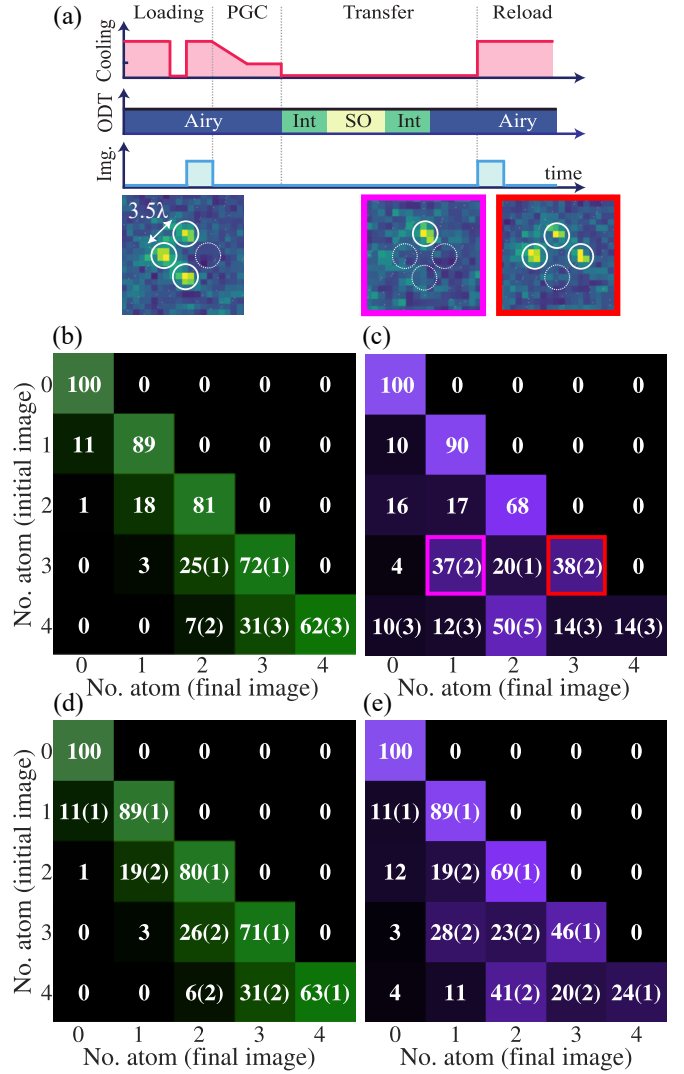 (a)
Loading PGC Transfer Reload
Cooling
ODT
Airy Int SO Int Airy
Img.
time
3.5λ
(b) (c)
No. atom (initial image)
0 100 0 0 0 0 100 0 0 0 0
1 11 89 0 0 0 10 90 0 0 0
2 1 18 81 0 0 16 17 68 0 0
3 0 3 25(1) 72(1) 0 4 37(2) 20(1) 38(2) 0
4 0 0 7(2) 31(3) 62(3) 10(3) 12(3) 50(5) 14(3) 14(3)
0 1 2 3 4 0 1 2 3 4
No. atom (final image) No. atom (final image)
(d) (e)
No. atom (initial image)
0 100 0 0 0 0 100 0 0 0 0
1 11(1) 89(1) 0 0 0 11(1) 89(1) 0 0 0
2 1 19(2) 80(1) 0 0 12 19(2) 69(1) 0 0
3 0 3 26(2) 71(1) 0 3 28(2) 23(2) 46(1) 0
4 0 0 6(2) 31(2) 63(1) 4 11 41(2) 20(2) 24(1)
0 1 2 3 4 0 1 2 3 4
No. atom (final image) No. atom (final image)